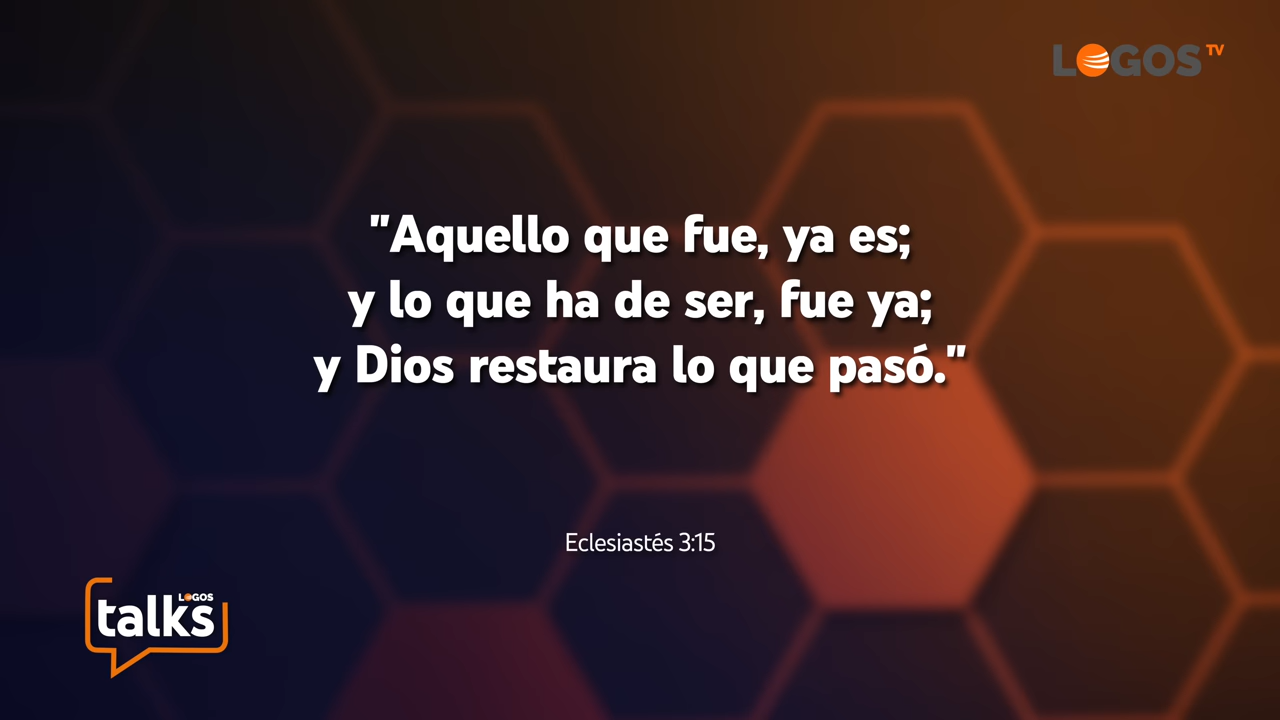 LOGOS TV
"Aquello que fue, ya es;
y lo que ha de ser, fue ya;
y Dios restaura lo que pasó."
Eclesiastés 3:15
LOGOS
talks